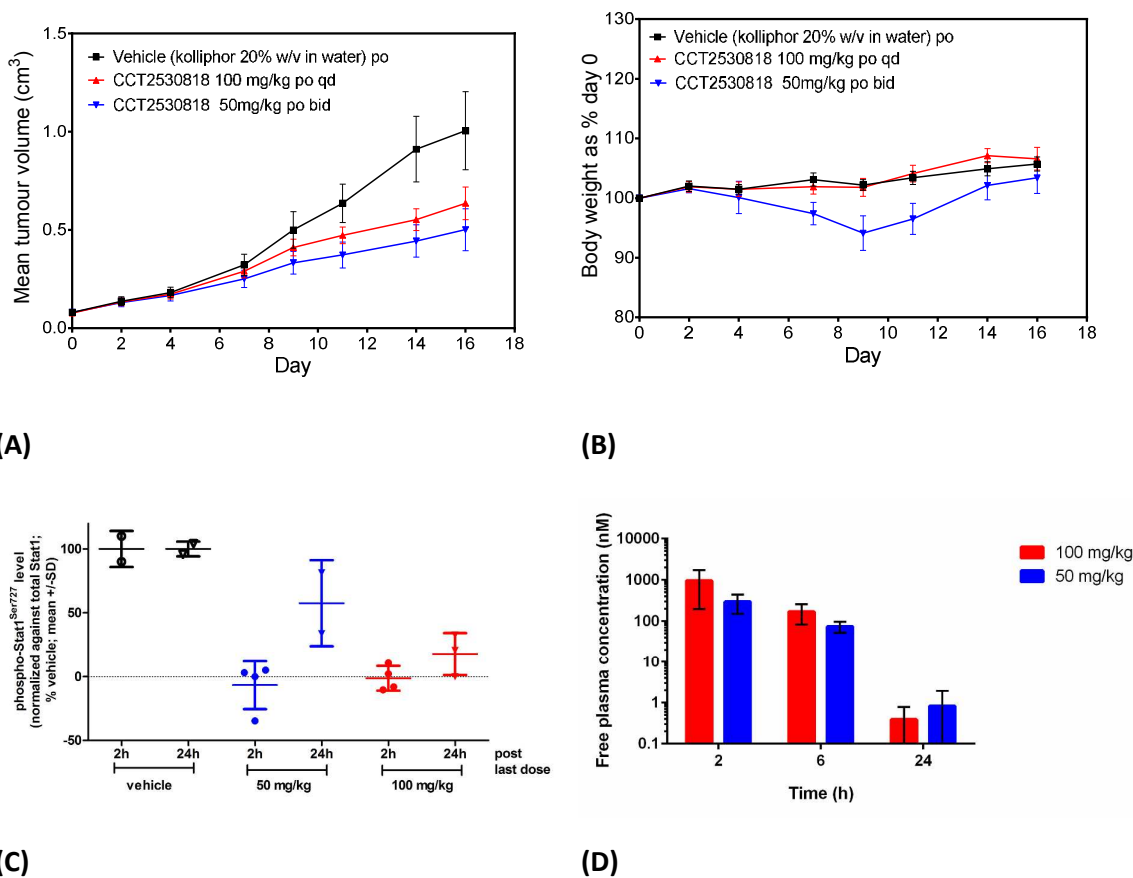 Mean tumour volume (cm³)
1.5
1.0
0.5
0.0
Vehicle (kolliphor 20% w/v in water) po
CCT2530818 100 mg/kg po qd
CCT2530818 50mg/kg po bid
0 2 4 6 8 10 12 14 16 18
Day
(A)
Body weight as % day 0
130
120
110
100
90
80
Vehicle (kolliphor 20% w/v in water) po
CCT2530818 100 mg/kg po qd
CCT2530818 50mg/kg po bid
0 2 4 6 8 10 12 14 16 18
Day
(B)
phospho-Stat1^Ser727 level
(normalized against total Stat1;
% vehicle; mean +/-SD)
100
50
0
-50
2h 24h 2h 24h 2h 24h post
last dose
vehicle 50 mg/kg 100 mg/kg
(C)
Free plasma concentration (nM)
10000
1000
100
10
1
0.1
100 mg/kg
50 mg/kg
2 6 24
Time (h)
(D)